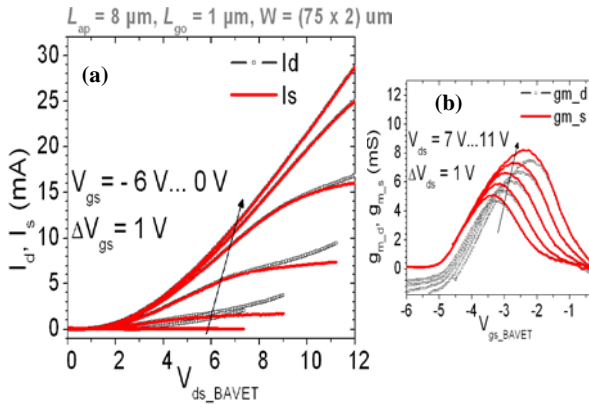 L_ap = 8 µm, L_go = 1 µm, W = (75 x 2) um
(a)
Id
Is
V_gs = - 6 V... 0 V
ΔV_gs = 1 V
I_d, I_s (mA)
30
25
20
15
10
5
0
0 2 4 6 8 10 12
V_ds_BAVET
(b)
gm_d
gm_s
V_ds = 7 V...11 V
ΔV_ds = 1 V
g_m_d, g_m_s (mS)
12
10
8
6
4
2
0
-6 -5 -4 -3 -2 -1
V_gs_BAVET